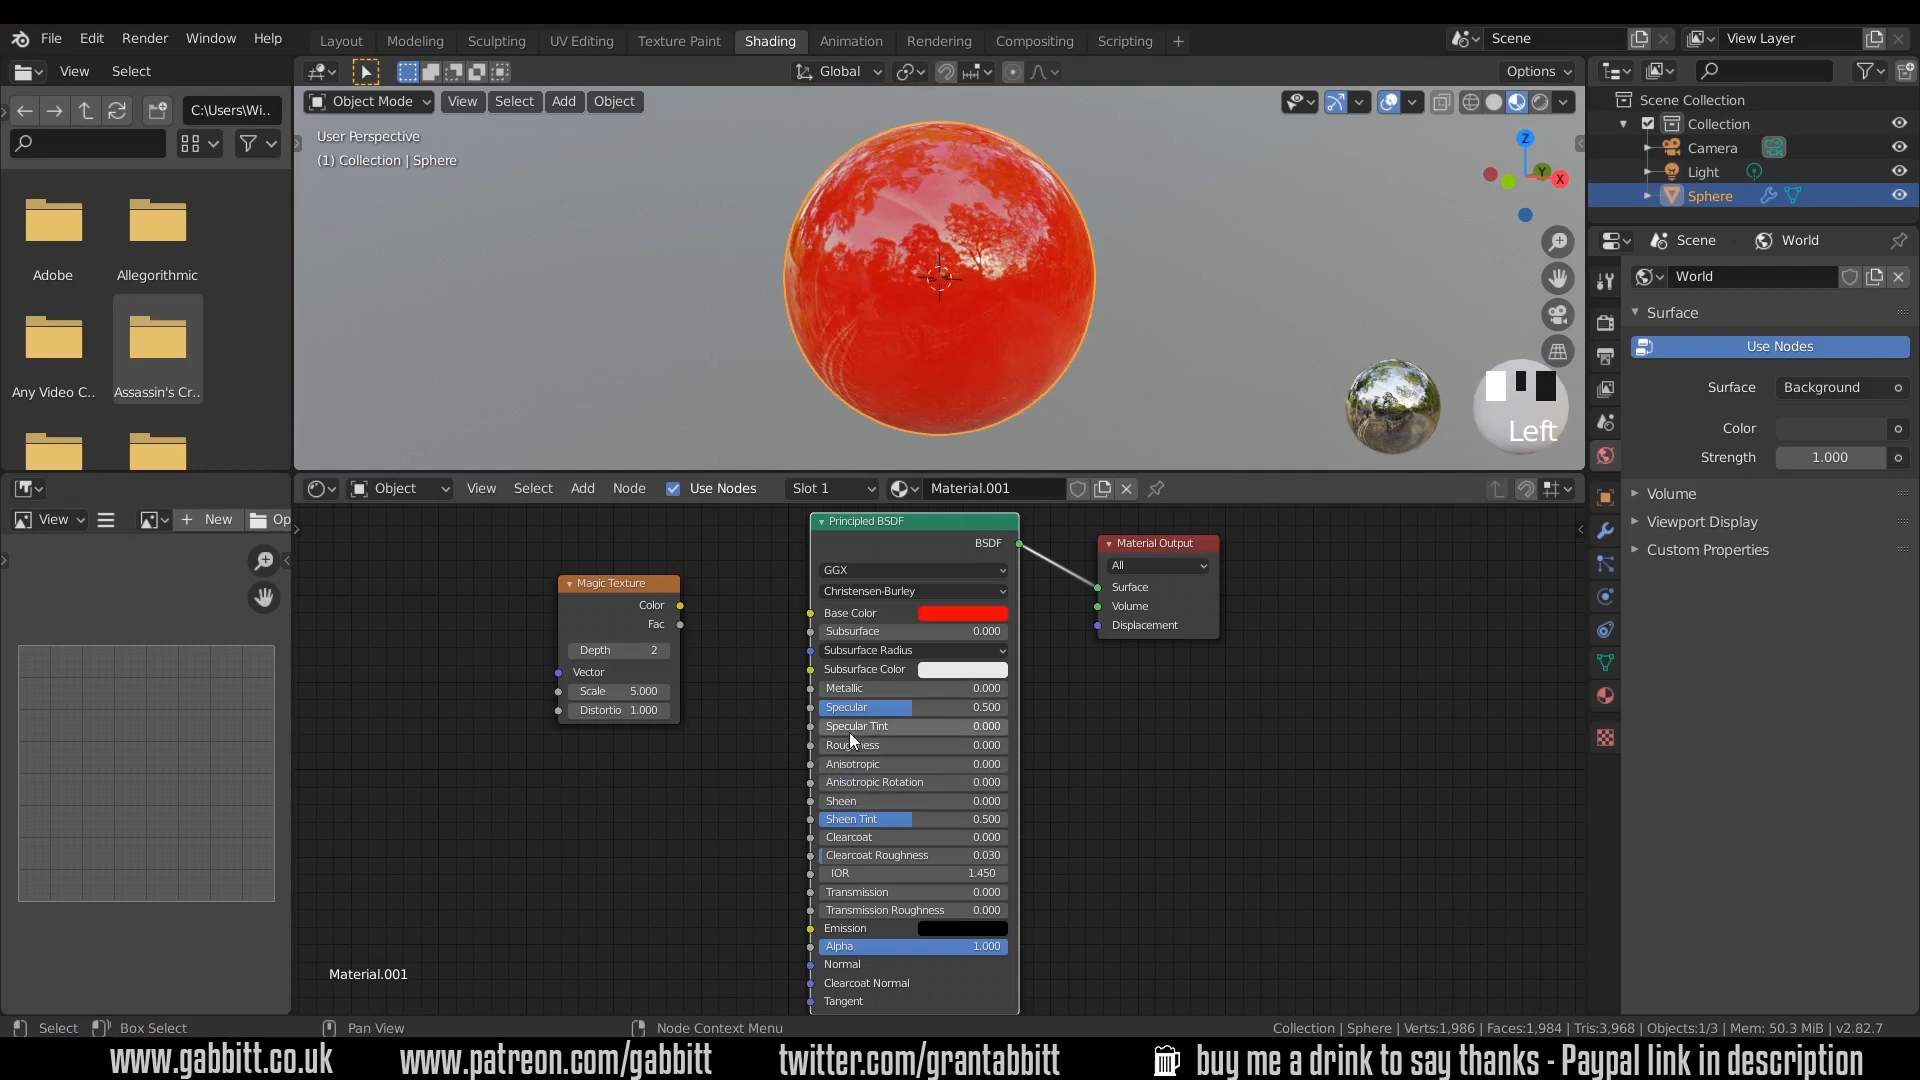 File Edit Render Window Help
Layout Modeling Sculpting UV Editing Texture Paint Shading Animation Rendering Compositing Scripting +
Scene
View Layer
View Select
Global
Options
C:\Users\Wi..
Object Mode View Select Add Object
User Perspective
(1) Collection | Sphere
Z
Y
X
Left
Scene Collection
Collection
Camera
Light
Sphere
Adobe
Allegorithmic
Any Video C..
Assassin's Cr..
Scene World
World
Surface
Use Nodes
Surface Background
Color
Strength 1.000
Volume
Viewport Display
Custom Properties
View + New Op
Object View Select Add Node Use Nodes Slot 1 Material.001
Magic Texture
Color
Fac
Depth 2
Vector
Scale 5.000
Distortio 1.000
Principled BSDF
BSDF
GGX
Christensen-Burley
Base Color
Subsurface 0.000
Subsurface Radius
Subsurface Color
Metallic 0.000
Specular 0.500
Specular Tint 0.000
Roughness 0.000
Anisotropic 0.000
Anisotropic Rotation 0.000
Sheen 0.000
Sheen Tint 0.500
Clearcoat 0.000
Clearcoat Roughness 0.030
IOR 1.450
Transmission 0.000
Transmission Roughness 0.000
Emission
Alpha 1.000
Normal
Clearcoat Normal
Tangent
Material Output
All
Surface
Volume
Displacement
Material.001
Select Box Select Pan View Node Context Menu Collection | Sphere | Verts:1,986 | Faces:1,984 | Tris:3,968 | Objects:1/3 | Mem: 50.3 MiB | v2.82.7
www.gabbitt.co.uk www.patreon.com/gabbitt twitter.com/grantabbitt buy me a drink to say thanks - Paypal link in description